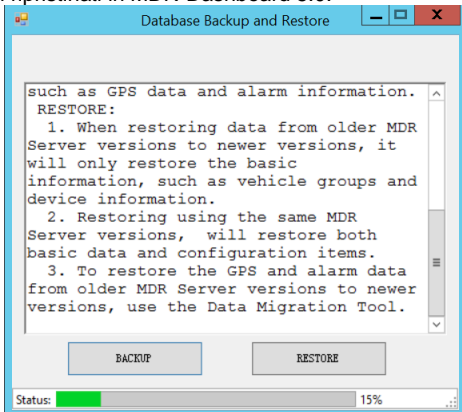 Database Backup and Restore
such as GPS data and alarm information.
RESTORE:
1. When restoring data from older MDR
Server versions to newer versions, it
will only restore the basic
information, such as vehicle groups and
device information.
2. Restoring using the same MDR
Server versions, will restore both
basic data and configuration items.
3. To restore the GPS and alarm data
from older MDR Server versions to newer
versions, use the Data Migration Tool.
BACKUP
RESTORE
Status:
15%